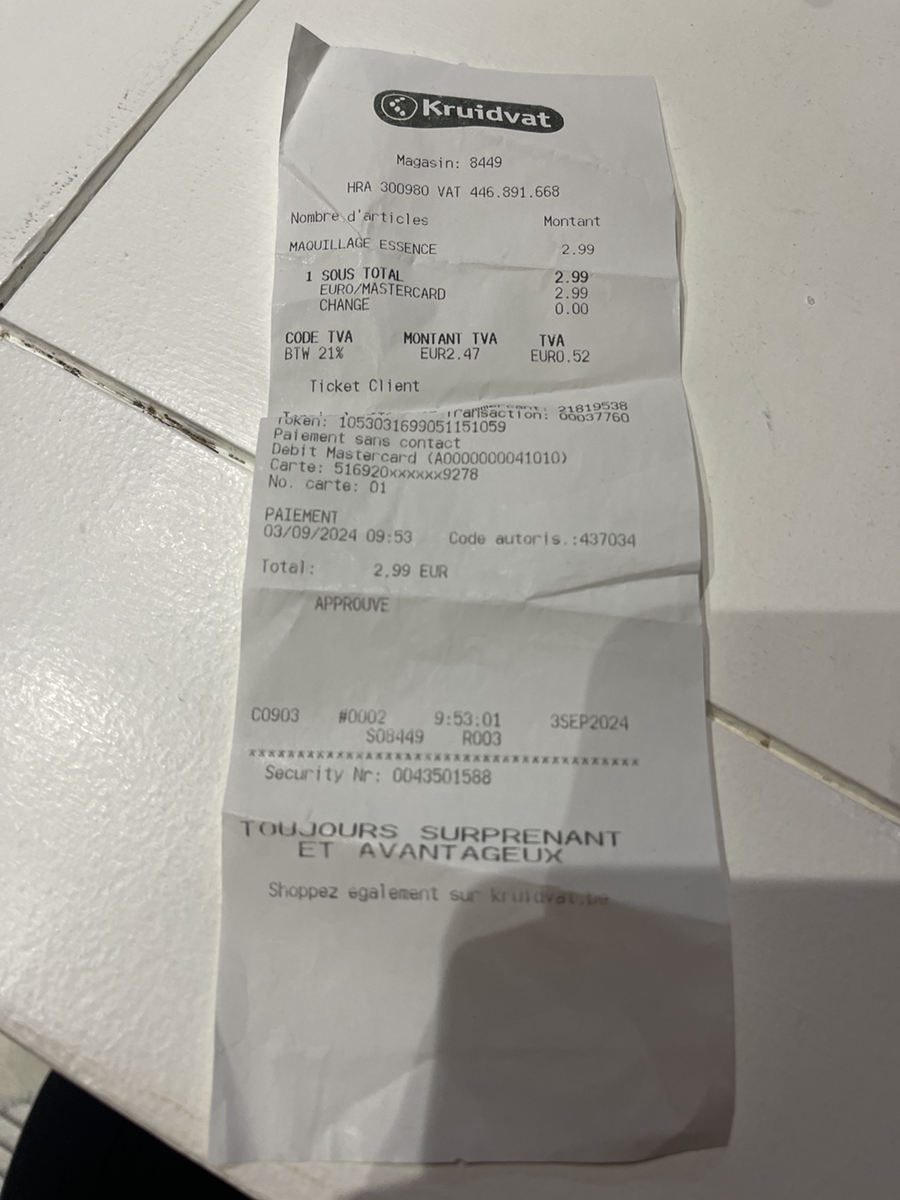 Kruidvat
Magasin: 8449
HRA 300980 VAT 446.891.668
Nombre d'articles Montant
MAQUILLAGE ESSENCE 2.99
1 SOUS TOTAL 2.99
EURO/MASTERCARD 2.99
CHANGE 0.00
CODE TVA MONTANT TVA TVA
BTW 21% EUR2.47 EUR0.52
Ticket Client
21819538
Transaction: 00037760
Token: 1053031699051151059
Paiement sans contact
Debit Mastercard (A0000000041010)
Carte: 516920xxxxxx9278
No. carte: 01
PAIEMENT
03/09/2024 09:53 Code autoris.:437034
Total: 2,99 EUR
APPROUVE
C0903 #0002 9:53:01 3SEP2024
S08449 R003
xxxxxxxxxxxxxxxxxxxxxxxxxxxxxxxxxxxxxxxx
Security Nr: 0043501588
TOUJOURS SURPRENANT
ET AVANTAGEUX
Shoppez egalement sur kruidvat.be